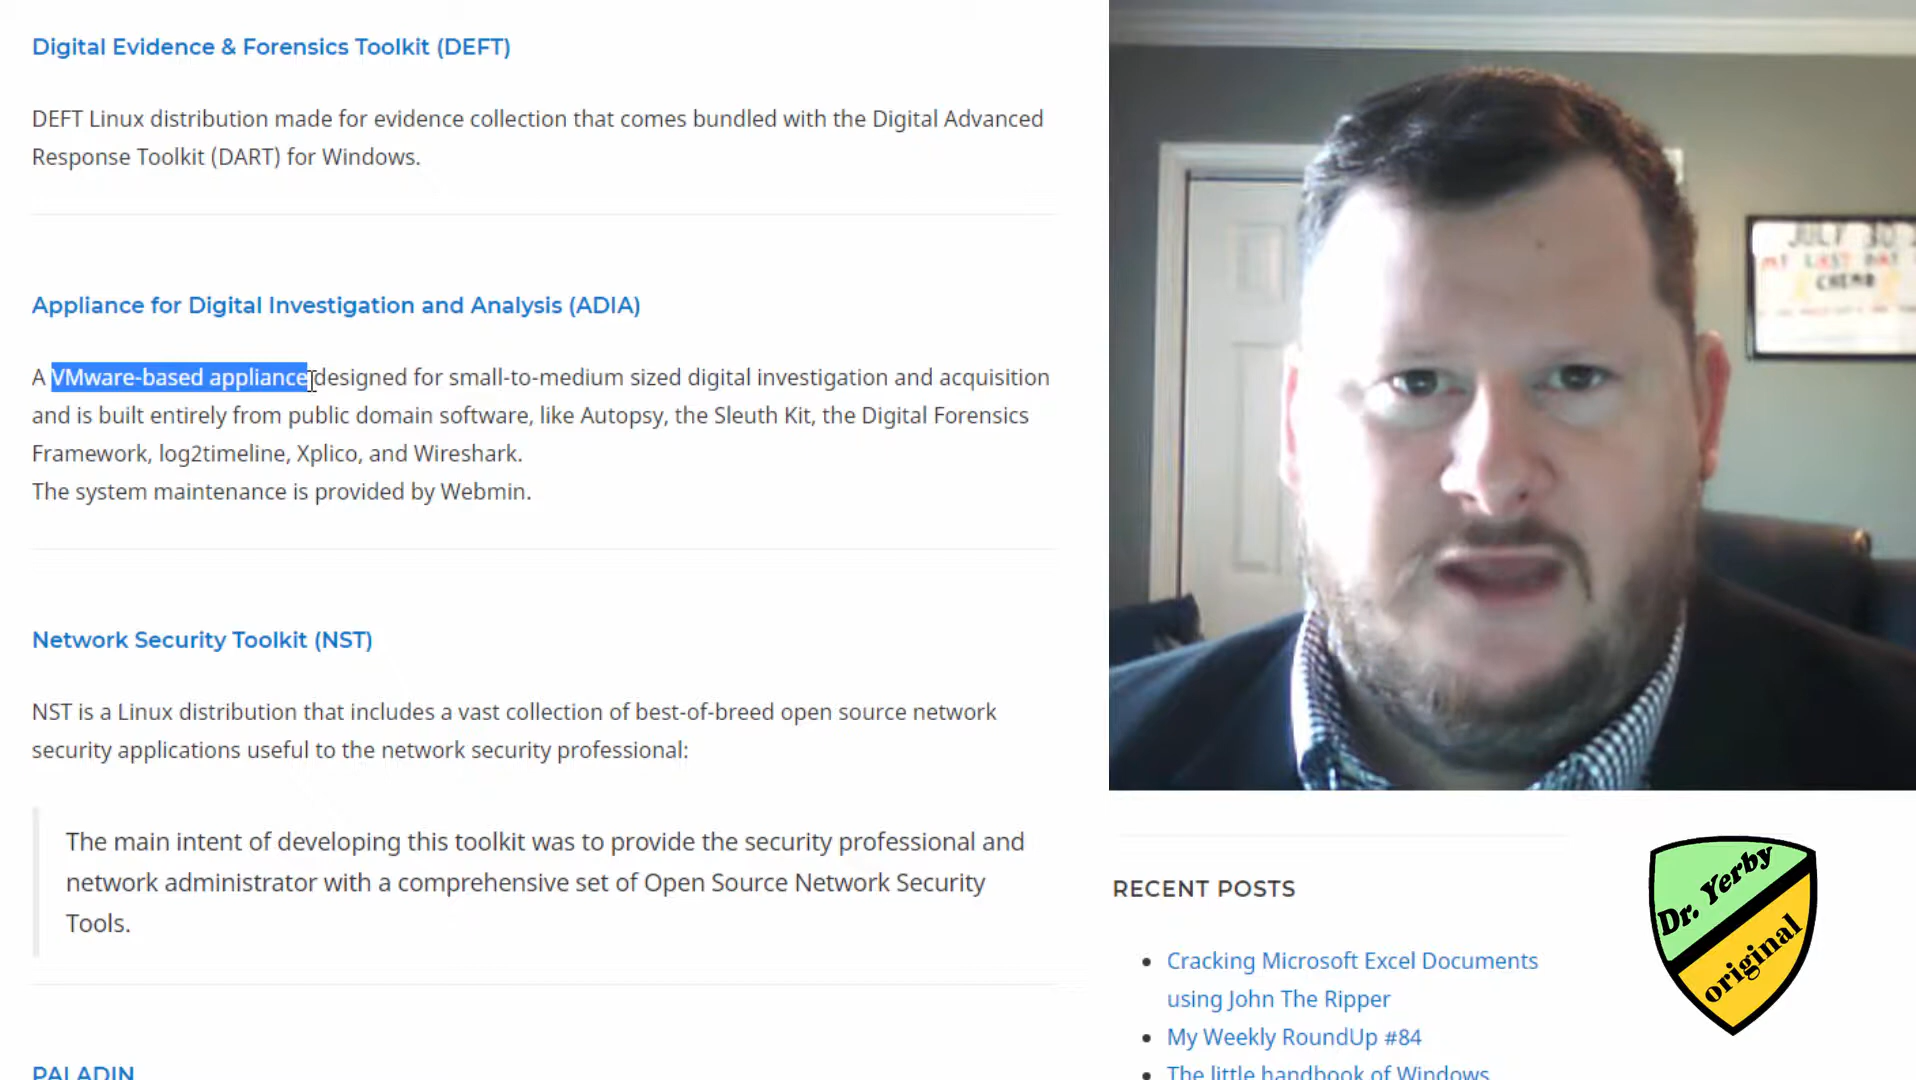 Digital Evidence & Forensics Toolkit (DEFT)
DEFT Linux distribution made for evidence collection that comes bundled with the Digital Advanced
Response Toolkit (DART) for Windows.
Appliance for Digital Investigation and Analysis (ADIA)
A VMware-based appliance designed for small-to-medium sized digital investigation and acquisition
and is built entirely from public domain software, like Autopsy, the Sleuth Kit, the Digital Forensics
Framework, log2timeline, Xplico, and Wireshark.
The system maintenance is provided by Webmin.
Network Security Toolkit (NST)
NST is a Linux distribution that includes a vast collection of best-of-breed open source network
security applications useful to the network security professional:
The main intent of developing this toolkit was to provide the security professional and
network administrator with a comprehensive set of Open Source Network Security
Tools.
PALADIN
JULY 30
MY LAST DAY
CHEMO
RECENT POSTS
Cracking Microsoft Excel Documents
using John The Ripper
My Weekly RoundUp #84
The little handbook of Windows
Dr. Yerby
original